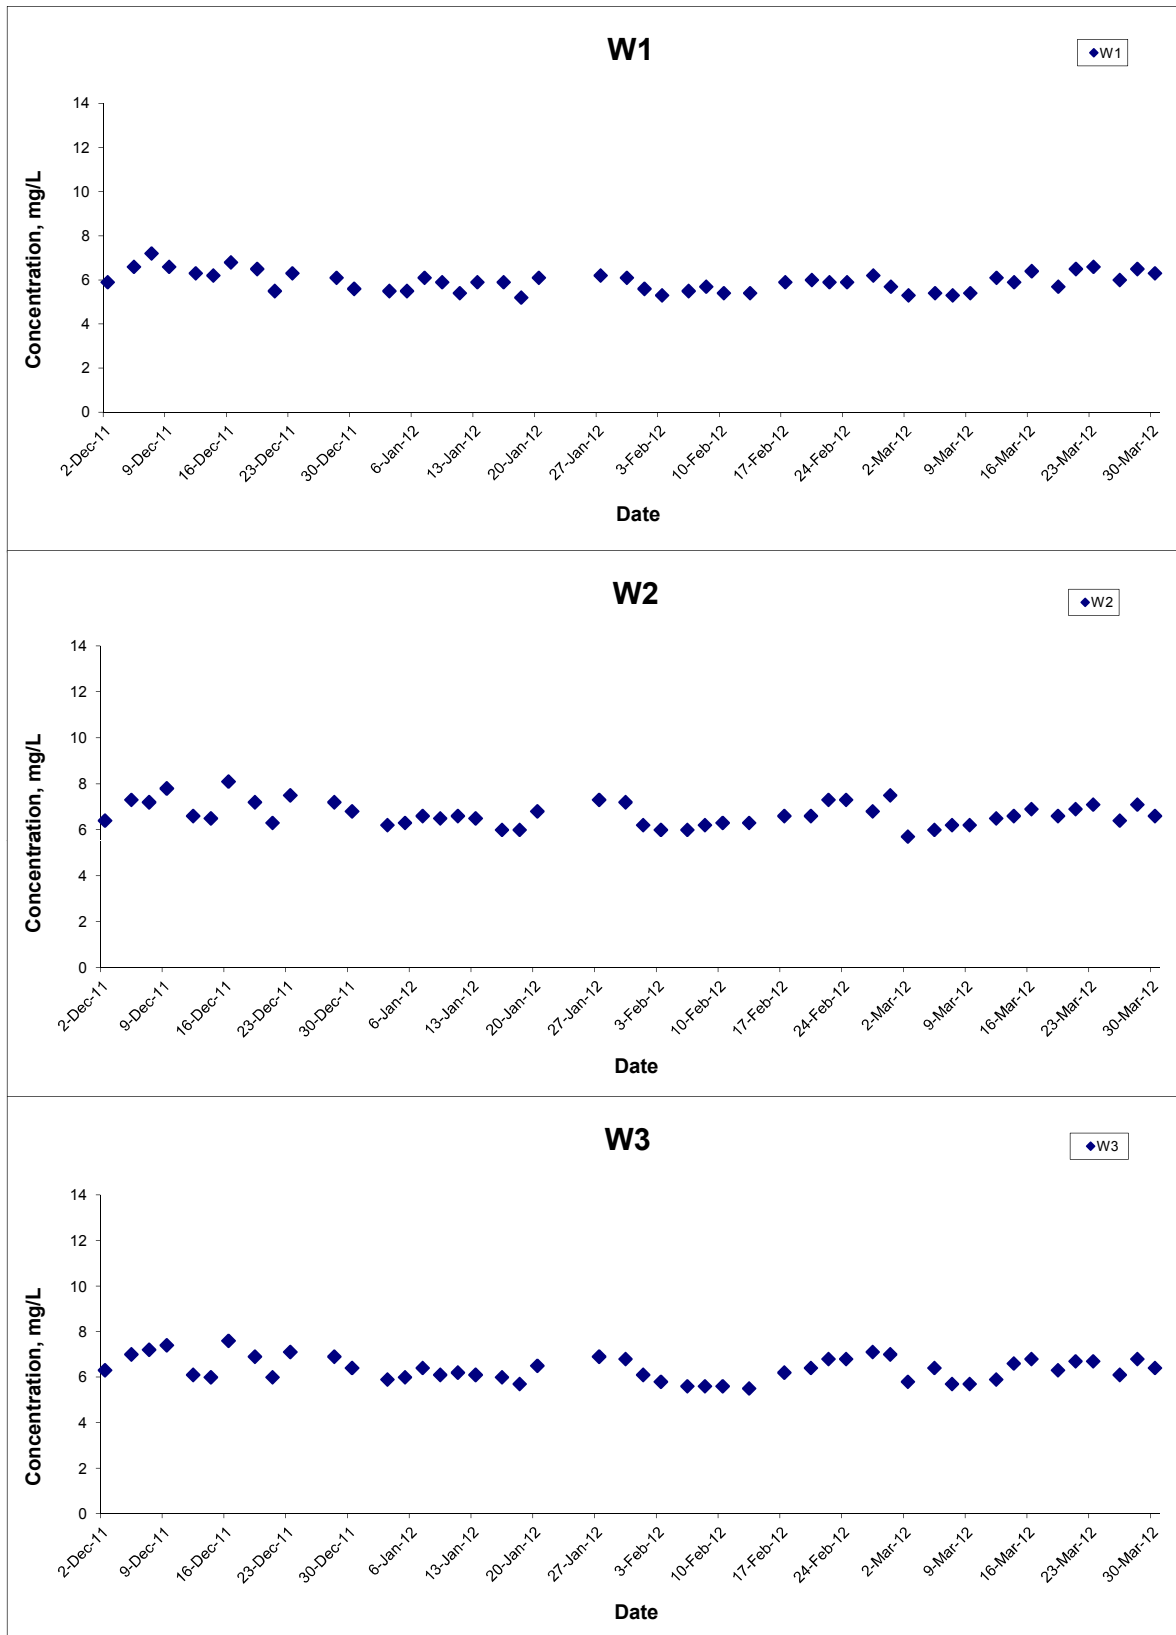 W1
W1
14
12
10
8
6
4
2
0
Concentration, mg/L
2-Dec-11
9-Dec-11
16-Dec-11
23-Dec-11
30-Dec-11
6-Jan-12
13-Jan-12
20-Jan-12
27-Jan-12
3-Feb-12
10-Feb-12
17-Feb-12
24-Feb-12
2-Mar-12
9-Mar-12
16-Mar-12
23-Mar-12
30-Mar-12
Date
W2
W2
14
12
10
8
6
4
2
0
Concentration, mg/L
2-Dec-11
9-Dec-11
16-Dec-11
23-Dec-11
30-Dec-11
6-Jan-12
13-Jan-12
20-Jan-12
27-Jan-12
3-Feb-12
10-Feb-12
17-Feb-12
24-Feb-12
2-Mar-12
9-Mar-12
16-Mar-12
23-Mar-12
30-Mar-12
Date
W3
W3
14
12
10
8
6
4
2
0
Concentration, mg/L
2-Dec-11
9-Dec-11
16-Dec-11
23-Dec-11
30-Dec-11
6-Jan-12
13-Jan-12
20-Jan-12
27-Jan-12
3-Feb-12
10-Feb-12
17-Feb-12
24-Feb-12
2-Mar-12
9-Mar-12
16-Mar-12
23-Mar-12
30-Mar-12
Date